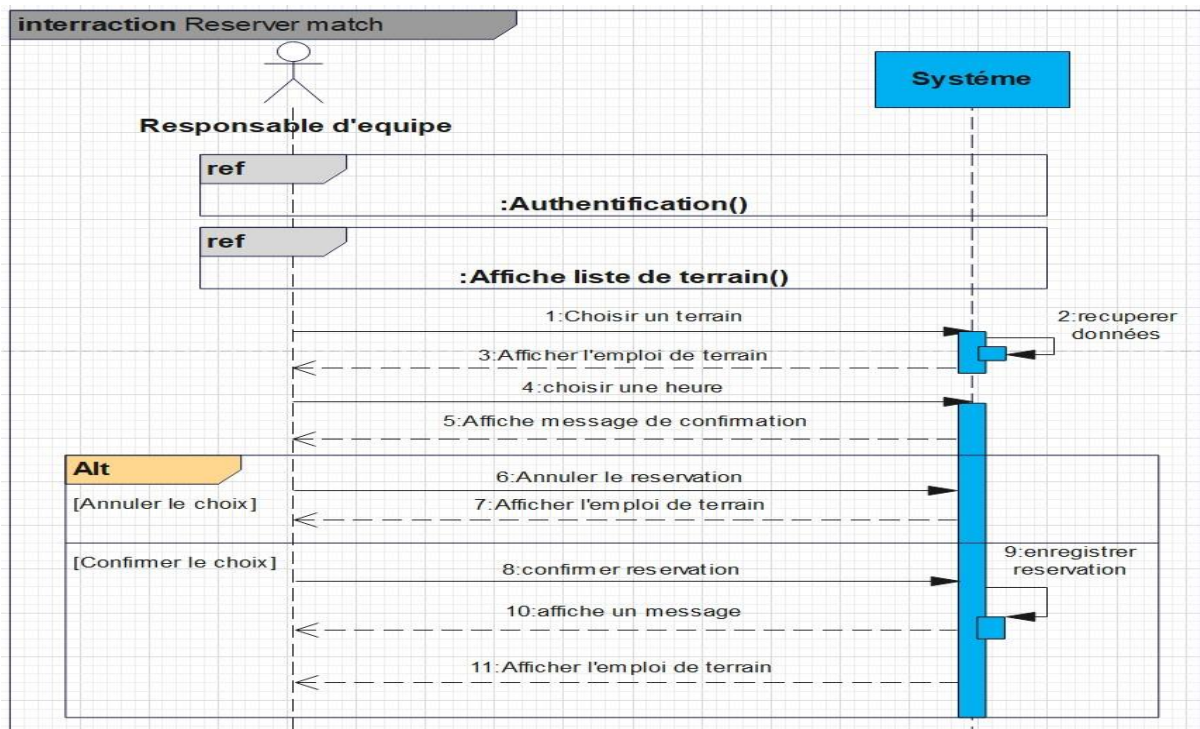 interraction Reserver match
Systéme
Responsable d'equipe
ref
:Authentification()
ref
:Affiche liste de terrain()
1:Choisir un terrain
2:recuperer
données
3:Afficher l'emploi de terrain
4:choisir une heure
5:Affiche message de confirmation
Alt
6:Annuler le reservation
[Annuler le choix]
7:Afficher l'emploi de terrain
[Confirmer le choix]
8:confirmer reservation
9:enregistrer
reservation
10:affiche un message
11:Afficher l'emploi de terrain